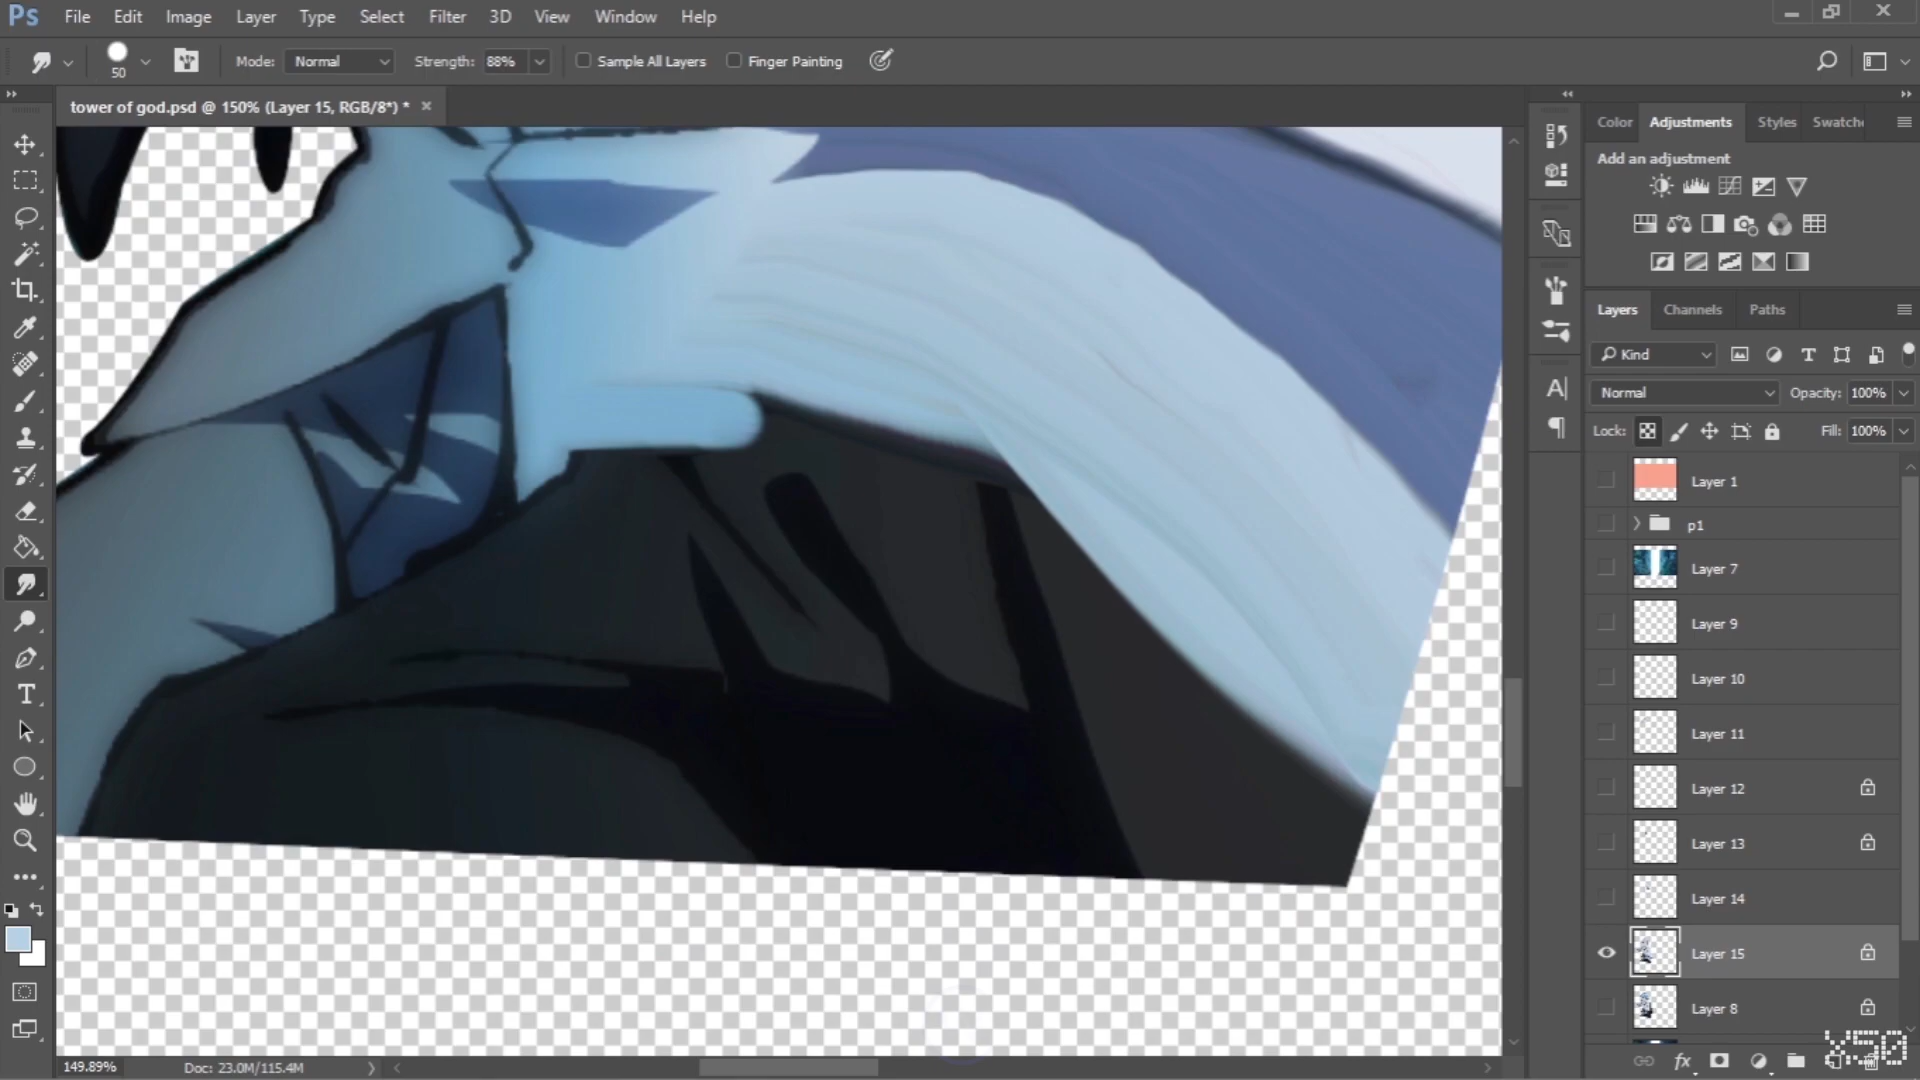 Ps File Edit Image Layer Type Select Filter 3D View Window Help
50 Mode: Normal Strength: 88% Sample All Layers Finger Painting
tower of god.psd @ 150% (Layer 15, RGB/8*) *
Color Adjustments Styles Swatch
Add an adjustment
Layers Channels Paths
Kind
Normal Opacity: 100%
Lock: Fill: 100%
Layer 1
p1
Layer 7
Layer 9
Layer 10
Layer 11
Layer 12
Layer 13
Layer 14
Layer 15
Layer 8
149.89% Doc: 23.0M/115.4M
fx
X50